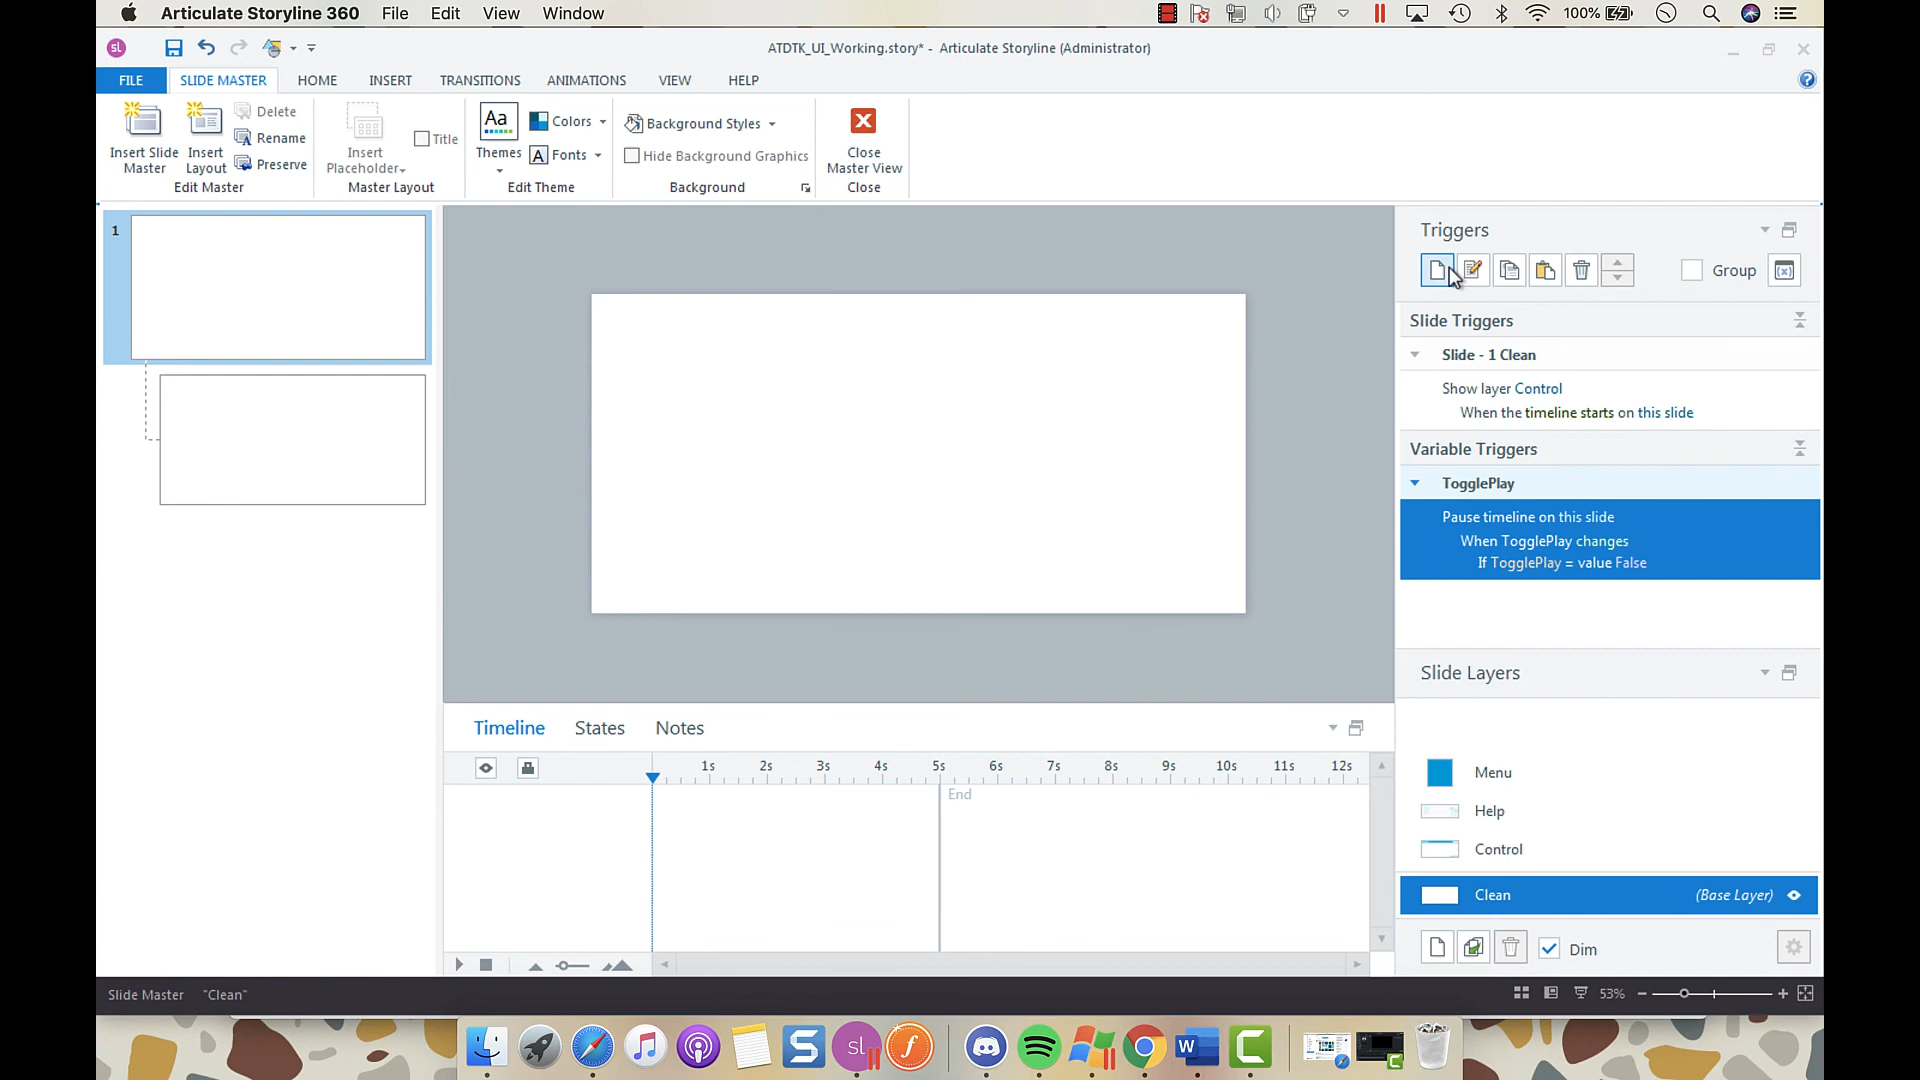 Articulate Storyline 360 File Edit View Window 100%
sl ATDTK_UI_Working.story* - Articulate Storyline (Administrator)
FILE SLIDE MASTER HOME INSERT TRANSITIONS ANIMATIONS VIEW HELP ?
Insert Slide Master
Insert Layout
Delete
Rename
Preserve
Edit Master
Insert Placeholder
Title
Master Layout
Aa
Themes
Colors
A Fonts
Edit Theme
Background Styles
Hide Background Graphics
Background
Close Master View
Close
1
Triggers
Group (x)
Slide Triggers
Slide - 1 Clean
Show layer Control
When the timeline starts on this slide
Variable Triggers
TogglePlay
Pause timeline on this slide
When TogglePlay changes
If TogglePlay = value False
Slide Layers
Menu
Help
Control
Clean (Base Layer)
Dim
Timeline States Notes
1s 2s 3s 4s 5s 6s 7s 8s 9s 10s 11s 12s
End
Slide Master "Clean" 53%
S sl f W C